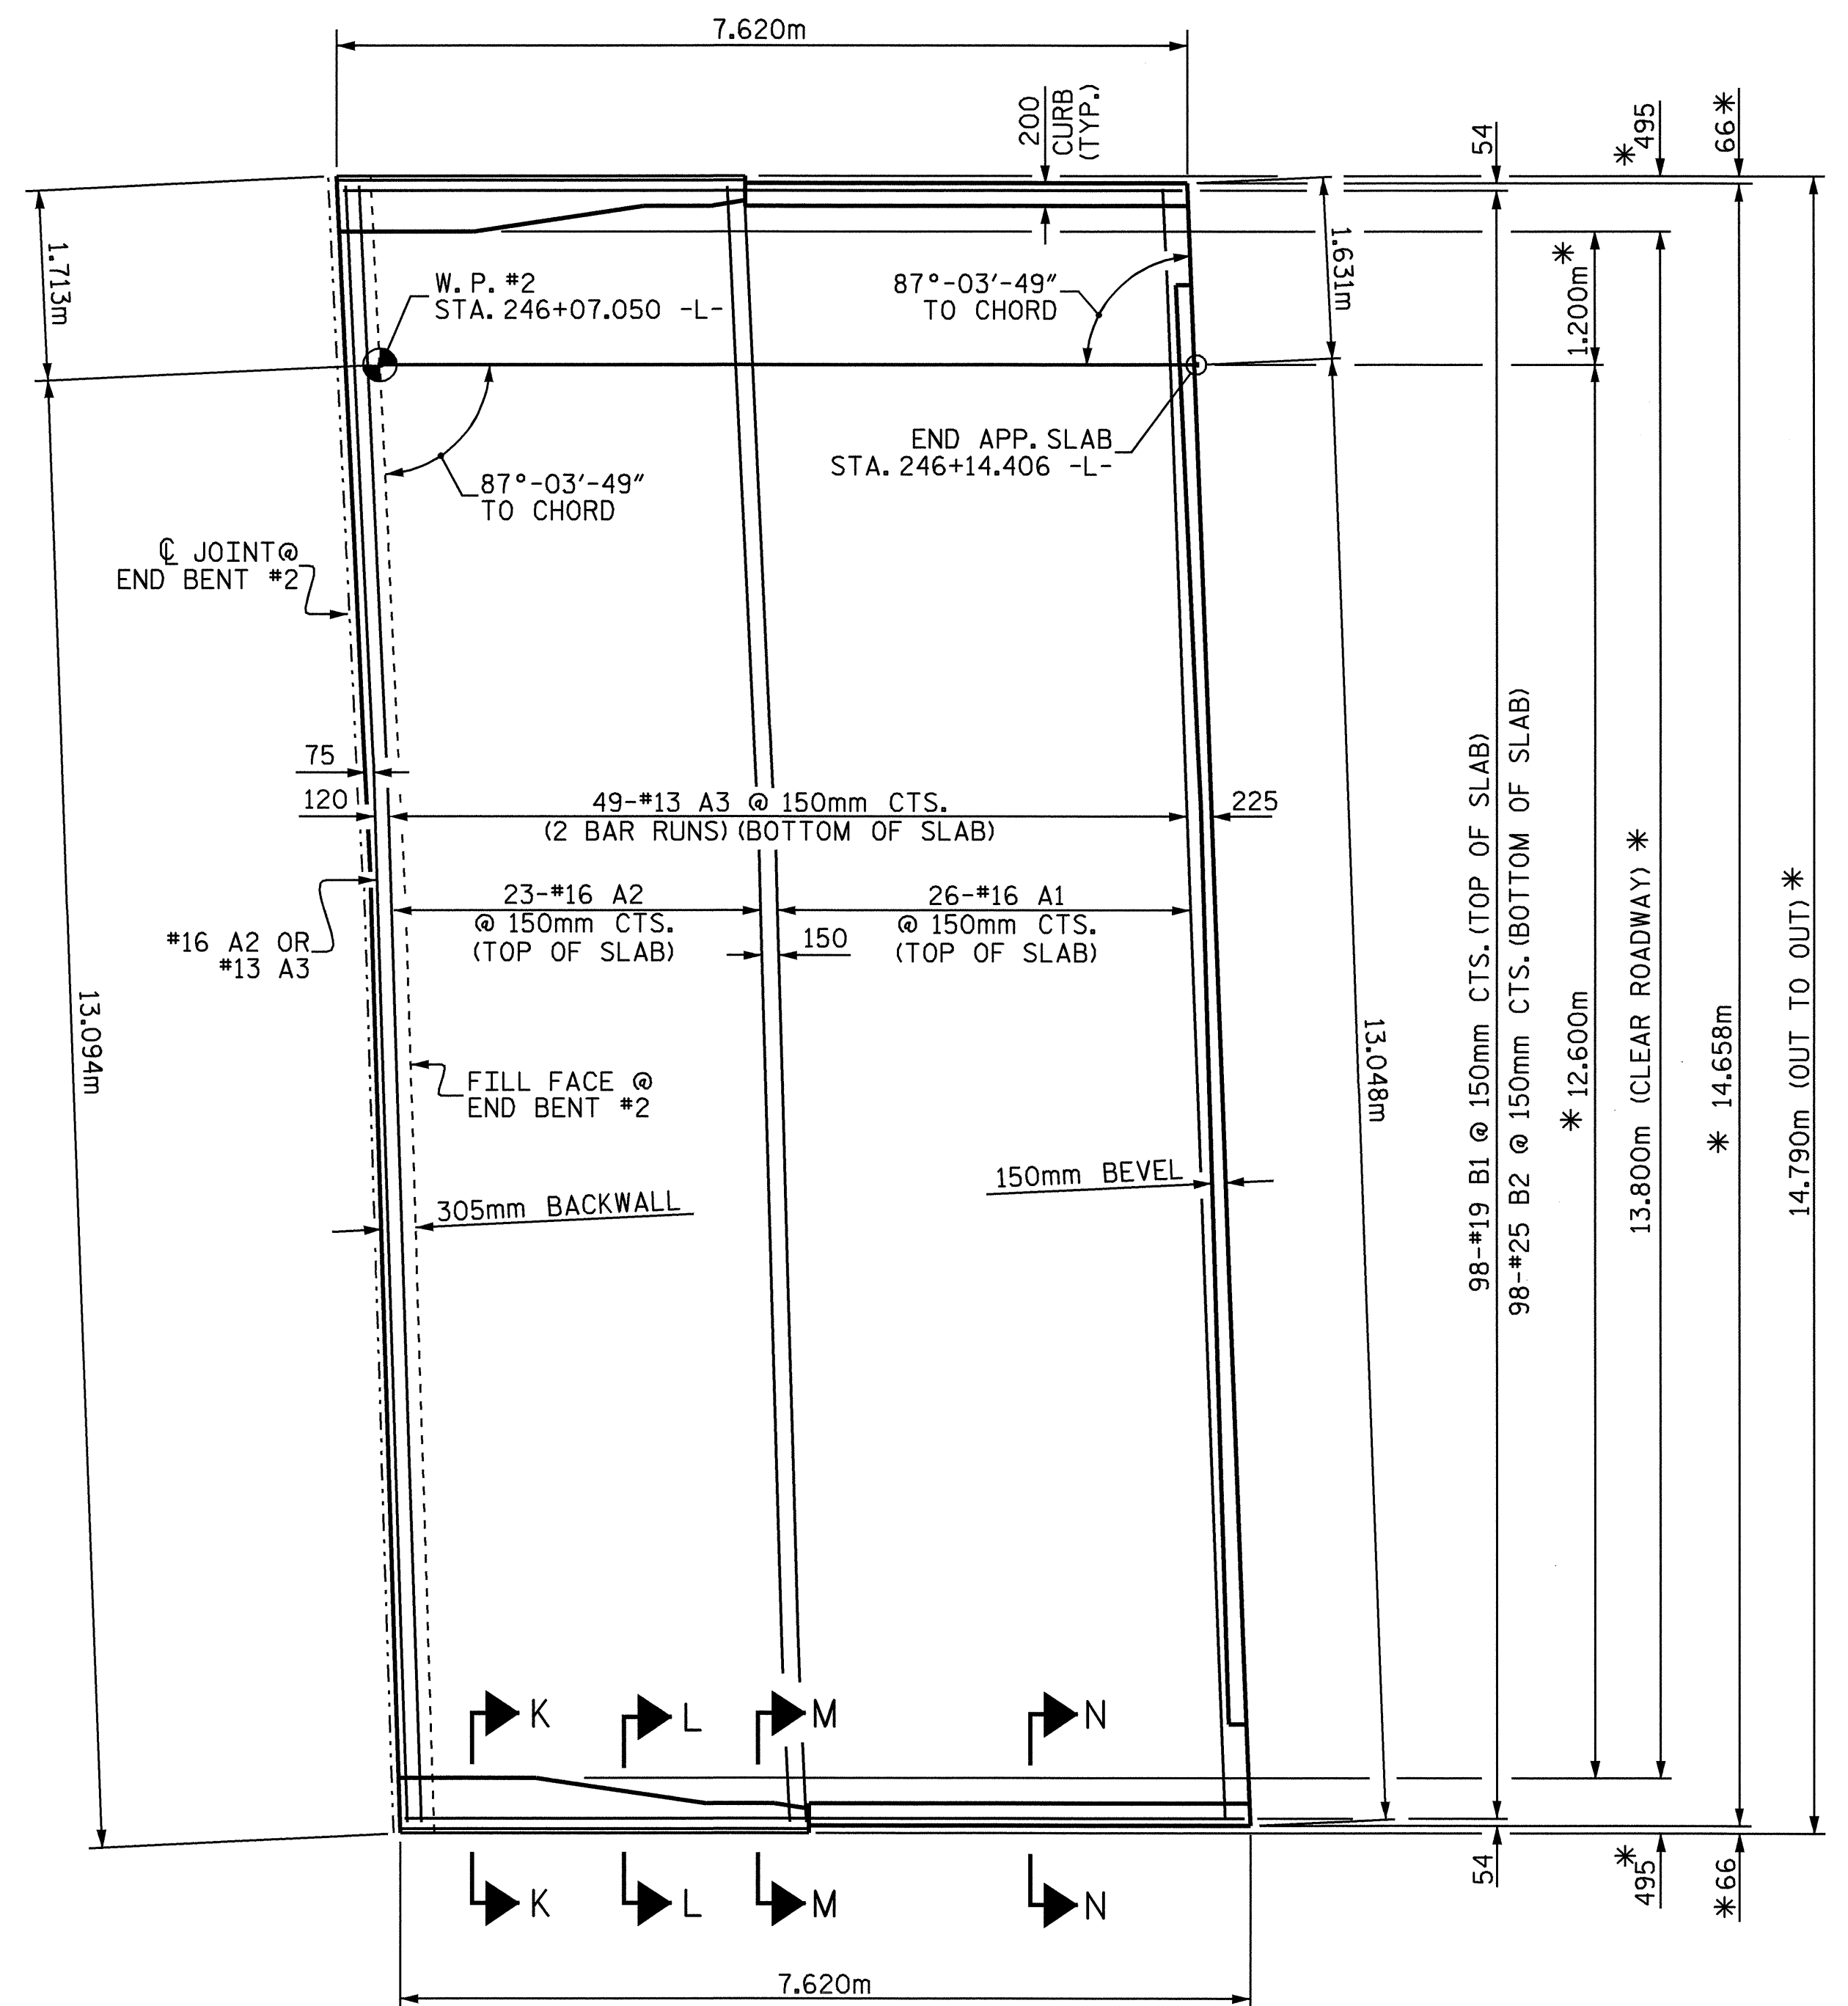 7.620m
200
CURB
(TYP.)
54
* 495
66 *
1.713m
W.P. #2
STA. 246+07.050 -L-
87°-03'-49"
TO CHORD
1.631m
1.200m *
END APP. SLAB
STA. 246+14.406 -L-
87°-03'-49"
TO CHORD
℄ JOINT @
END BENT #2
75
120
49-#13 A3 @ 150mm CTS.
(2 BAR RUNS) (BOTTOM OF SLAB)
225
23-#16 A2
@ 150mm CTS.
(TOP OF SLAB)
150
26-#16 A1
@ 150mm CTS.
(TOP OF SLAB)
#16 A2 OR
#13 A3
13.094m
FILL FACE @
END BENT #2
13.048m
98-#19 B1 @ 150mm CTS. (TOP OF SLAB)
98-#25 B2 @ 150mm CTS. (BOTTOM OF SLAB)
* 12.600m
13.800m (CLEAR ROADWAY) *
* 14.658m
14.790m (OUT TO OUT) *
150mm BEVEL
305mm BACKWALL
K
L
M
N
K
L
M
N
54
495 *
* 66
7.620m